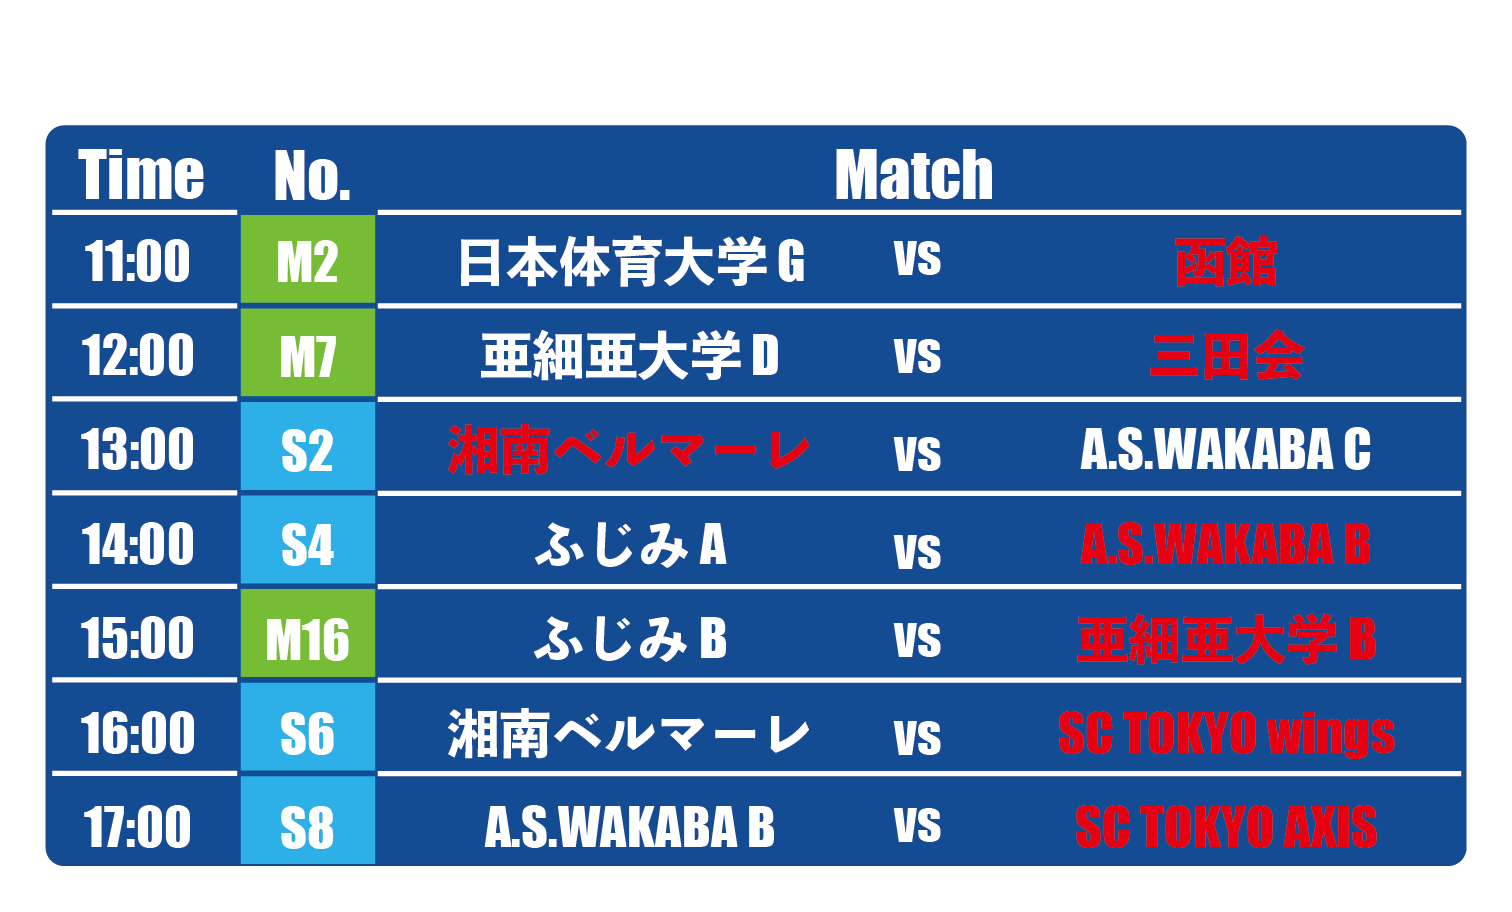 Time No. Match
11:00 M2 日本体育大学 G vs 函館
12:00 M7 亜細亜大学 D vs 三田会
13:00 S2 湘南ベルマーレ vs A.S.WAKABA C
14:00 S4 ふじみ A vs A.S.WAKABA B
15:00 M16 ふじみ B vs 亜細亜大学 B
16:00 S6 湘南ベルマーレ vs SC TOKYO wings
17:00 S8 A.S.WAKABA B vs SC TOKYO AXIS